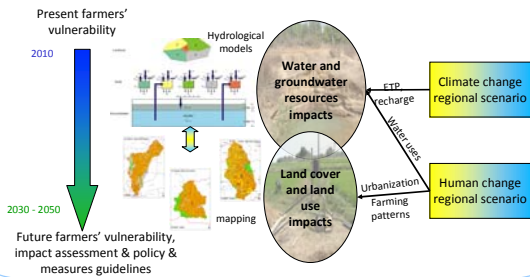 Present farmers'
vulnerability
2010
2030 - 2050
Future farmers' vulnerability,
impact assessment & policy &
measures guidelines
Hydrological
models
mapping
Water and
groundwater
resources
impacts
Land cover
and land
use
impacts
ETP,
recharge
Water uses
Urbanization
Farming
patterns
Climate change
regional scenario
Human change
regional scenario